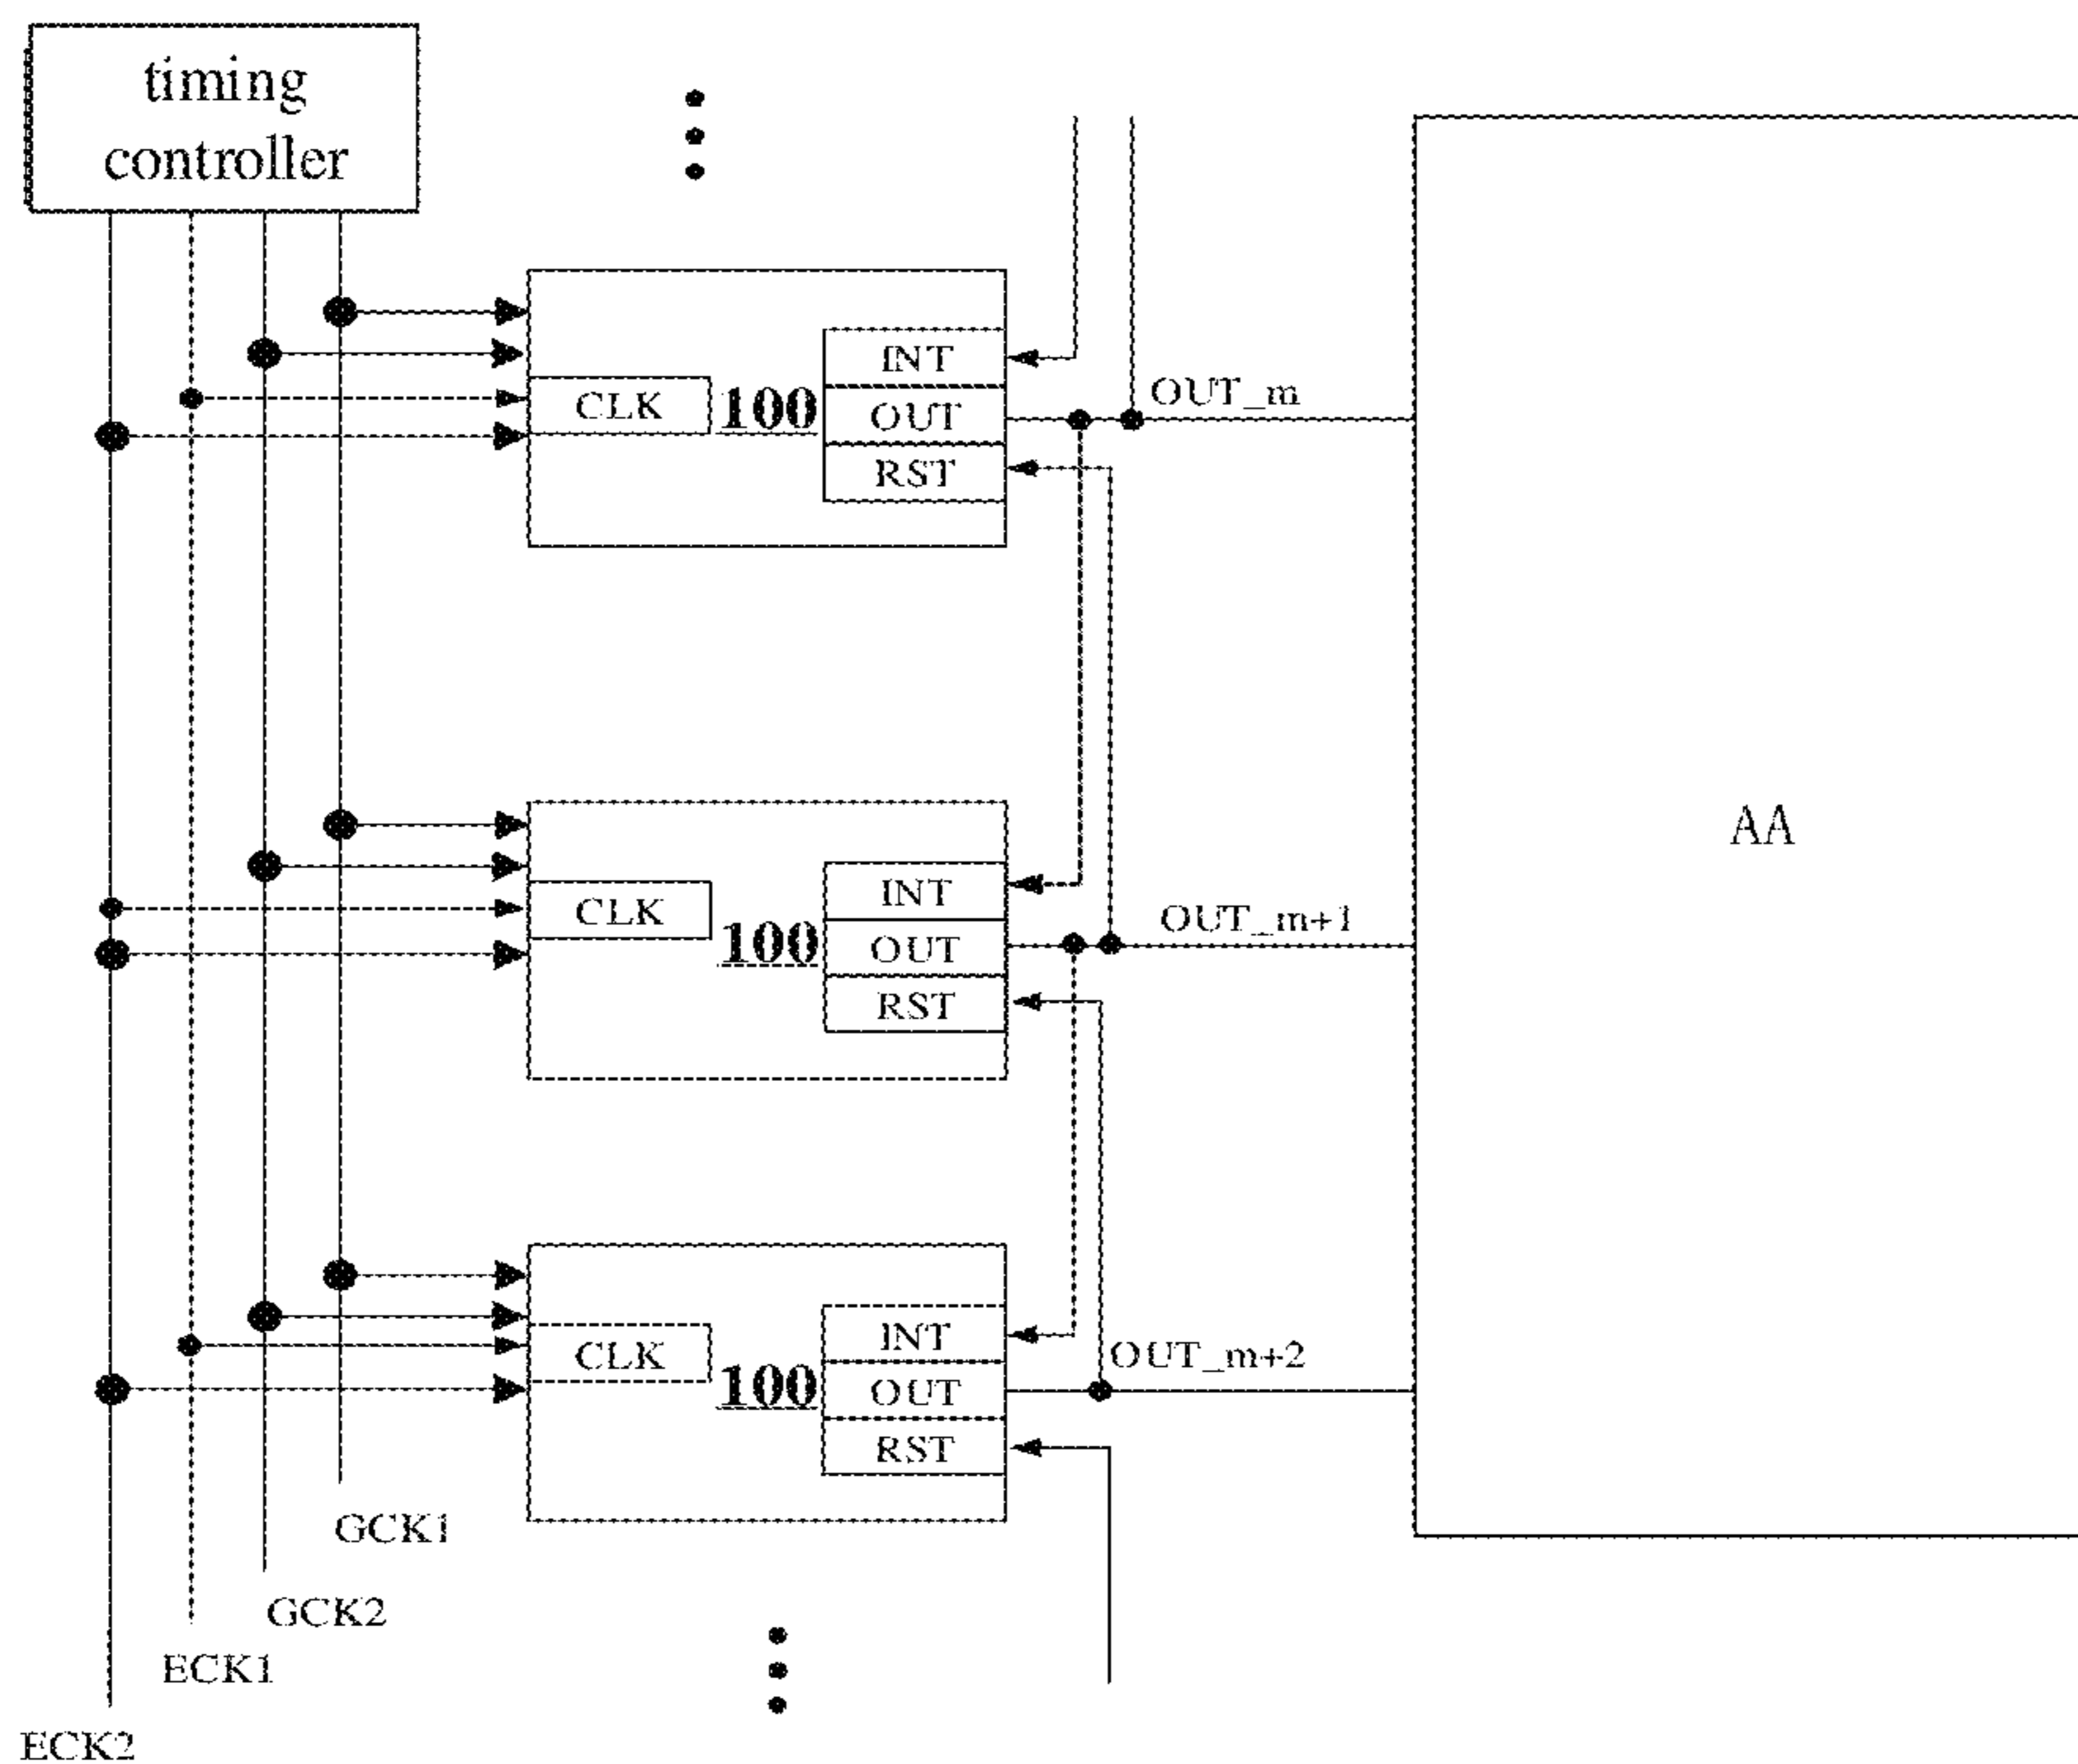 timing
controller
INT
CLK
100
OUT
OUT_m
RST
INT
CLK
100
OUT
OUT_m+1
RST
AA
INT
CLK
100
OUT
OUT_m+2
RST
GCK1
GCK2
ECK1
ECK2